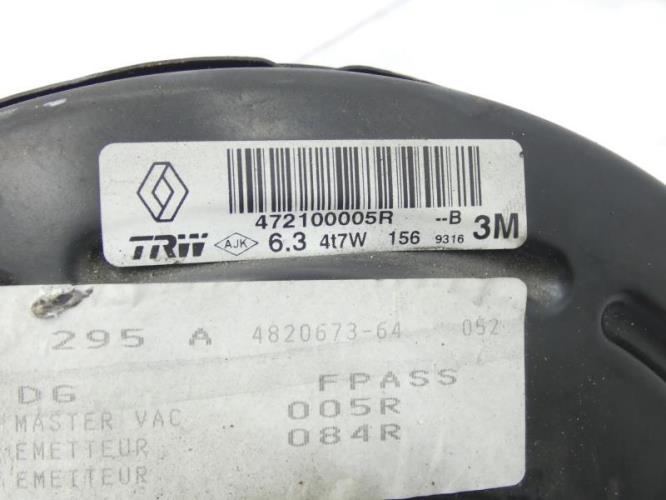 472100005R --B
TRW AJK 6.3 4t7W 156 9316 3M
295 A 4820673-64 052
DG FPASS
MASTER VAC 005R
EMETTEUR 084R
EMETTEUR